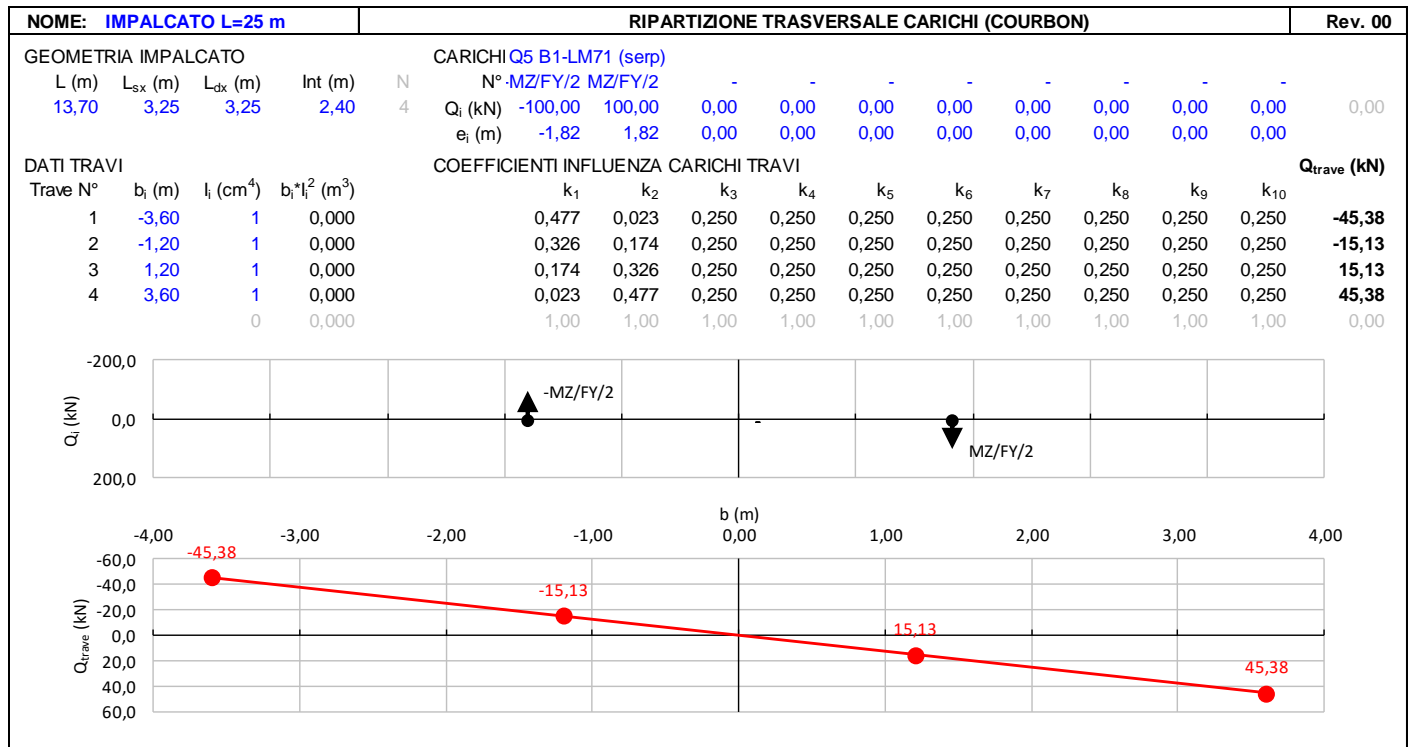 NOME: IMPALCATO L=25 m RIPARTIZIONE TRASVERSALE CARICHI (COURBON) Rev. 00
GEOMETRIA IMPALCATO CARICHI Q5 B1-LM71 (serp)
L (m) Lsx (m) Ldx (m) Int (m) N N° -MZ/FY/2 MZ/FY/2 - - - - - - - -
13,70 3,25 3,25 2,40 4 Qi (kN) -100,00 100,00 0,00 0,00 0,00 0,00 0,00 0,00 0,00 0,00 0,00
ei (m) -1,82 1,82 0,00 0,00 0,00 0,00 0,00 0,00 0,00 0,00
DATI TRAVI COEFFICIENTI INFLUENZA CARICHI TRAVI Qtrave (kN)
Trave N° bi (m) Ii (cm4) bi*Ii2 (m3) k1 k2 k3 k4 k5 k6 k7 k8 k9 k10
1 -3,60 1 0,000 0,477 0,023 0,250 0,250 0,250 0,250 0,250 0,250 0,250 0,250 -45,38
2 -1,20 1 0,000 0,326 0,174 0,250 0,250 0,250 0,250 0,250 0,250 0,250 0,250 -15,13
3 1,20 1 0,000 0,174 0,326 0,250 0,250 0,250 0,250 0,250 0,250 0,250 0,250 15,13
4 3,60 1 0,000 0,023 0,477 0,250 0,250 0,250 0,250 0,250 0,250 0,250 0,250 45,38
0 0,000 1,00 1,00 1,00 1,00 1,00 1,00 1,00 1,00 1,00 1,00 0,00
-200,0
-MZ/FY/2
0,0
-
Qi (kN)
MZ/FY/2
200,0
b (m)
-4,00 -3,00 -2,00 -1,00 0,00 1,00 2,00 3,00 4,00
-45,38
-60,0
-40,0
-15,13
-20,0
0,0
15,13
Qtrave (kN)
20,0
45,38
40,0
60,0